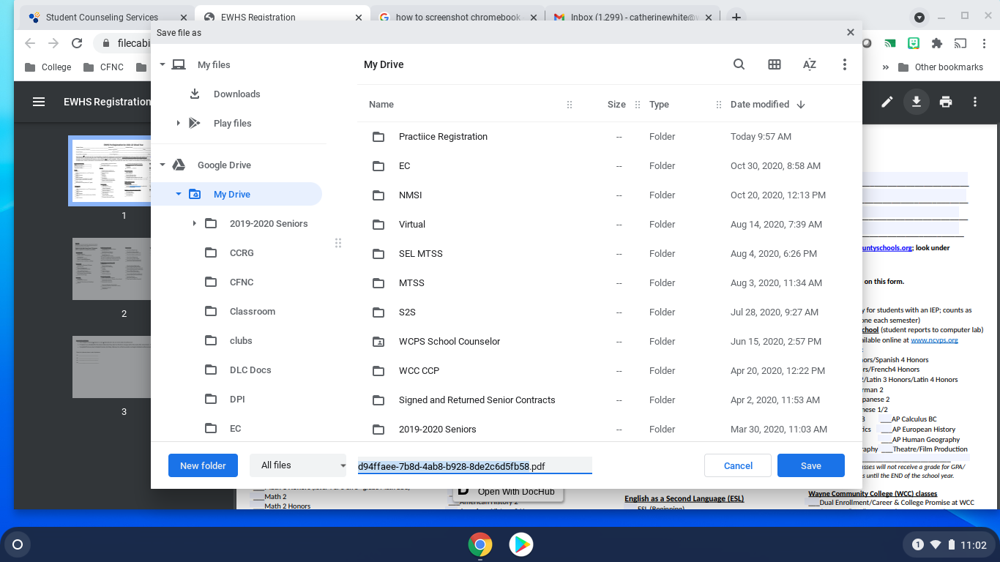 Student Counseling Services
EWHS Registration
how to screenshot chromebook
Inbox (1,299) - catherinewhite@
filecabi
College
CFNC
Other bookmarks
EWHS Registration
1
2
3
Save file as
My files
Downloads
Play files
Google Drive
My Drive
2019-2020 Seniors
CCRG
CFNC
Classroom
clubs
DLC Docs
DPI
EC
My Drive
AZ
Name Size Type Date modified
Practiice Registration -- Folder Today 9:57 AM
EC -- Folder Oct 30, 2020, 8:58 AM
NMSI -- Folder Oct 20, 2020, 12:13 PM
Virtual -- Folder Aug 14, 2020, 7:39 AM
SEL MTSS -- Folder Aug 4, 2020, 6:26 PM
MTSS -- Folder Aug 3, 2020, 11:34 AM
S2S -- Folder Jul 28, 2020, 9:27 AM
WCPS School Counselor -- Folder Jun 15, 2020, 2:57 PM
WCC CCP -- Folder Apr 20, 2020, 12:22 PM
Signed and Returned Senior Contracts -- Folder Apr 2, 2020, 11:53 AM
2019-2020 Seniors -- Folder Mar 30, 2020, 11:03 AM
New folder
All files
d94ffaee-7b8d-4ab8-b928-8de2c6d5fb58.pdf
Cancel
Save
untyschools.org; look under
on this form.
y for students with an IEP; counts as
one each semester)
chool (student reports to computer lab)
ailable online at www.ncvps.org
nors/Spanish 4 Honors
rs/French4 Honors
2/Latin 3 Honors/Latin 4 Honors
rman 2
panese 2
nese 1/2
B ___AP Calculus BC
tics ___AP European History
___AP Human Geography
aphy ___Theatre/Film Production
asses will not receive a grade for GPA/
s until the END of the school year.
___Math 2
___Math 2 Honors
Open With DocHub
American History 2
English as a Second Language (ESL)
ESL (Beginning)
Wayne Community College (WCC) classes
___Dual Enrollment/Career & College Promise at WCC
1
11:02